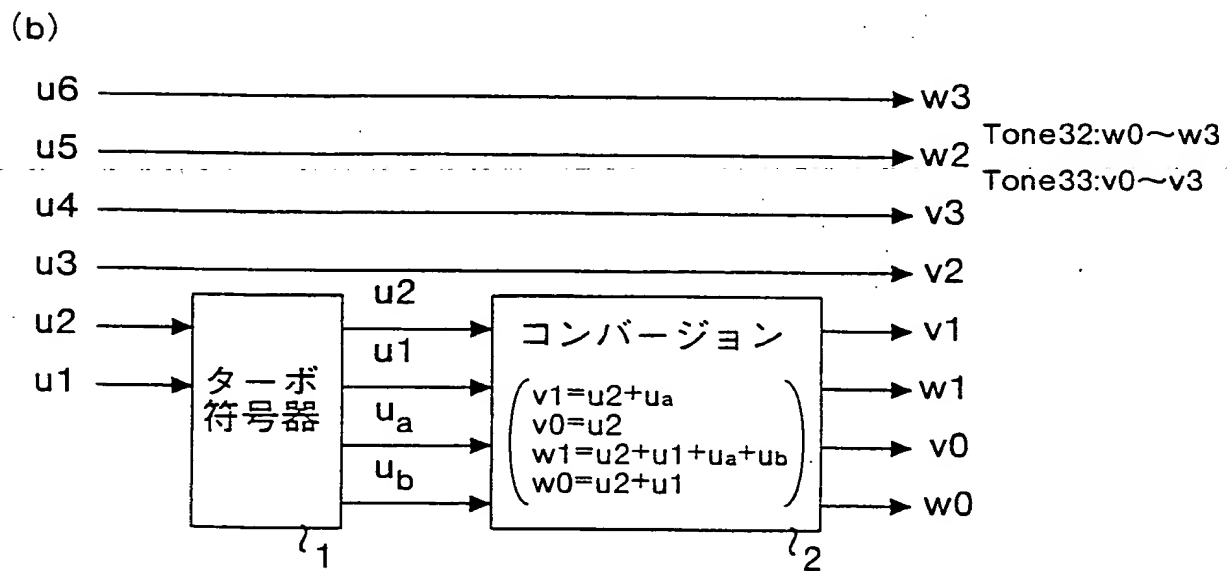 (b)
u6 w3
u5 w2
Tone32:w0～w3
Tone33:v0～v3
u4 v3
u3 v2
u2 u2 v1
u1 u1 w1
ua v0
ub w0
ターボ
符号器
コンバージョン
v1=u2+ua
v0=u2
w1=u2+u1+ua+ub
w0=u2+u1
1
2